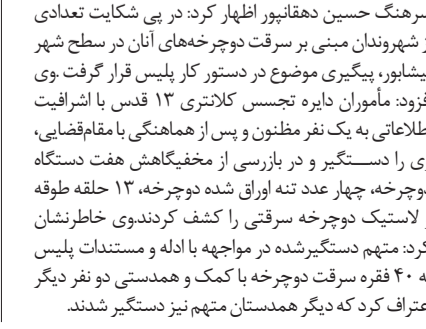 سرهنگ حسین دهقانپور اظهار کرد: در پی شکایت تعدادی
از شهروندان مبنی بر سرقت دوچرخه‌های آنان در سطح شهر
نیشابور، پیگیری موضوع در دستور کار پلیس قرار گرفت .وی
افزود: مأموران دایره تجسس کلانتری ۱۳ قدس با اشرافیت
اطلاعاتی به یک نفر مظنون و پس از هماهنگی با مقام‌قضایی،
وی را دســتگیر و در بازرسی از مخفیگاهش هفت دستگاه
دوچرخه، چهار عدد تنه اوراق شده دوچرخه، ۱۳ حلقه طوقه
و لاستیک دوچرخه سرقتی را کشف کردند.وی خاطرنشان
کرد: متهم دستگیرشده در مواجهه با ادله و مستندات پلیس
به ۴۰ فقره سرقت دوچرخه با کمک و همدستی دو نفر دیگر
اعتراف کرد که دیگر همدستان متهم نیز دستگیر شدند.